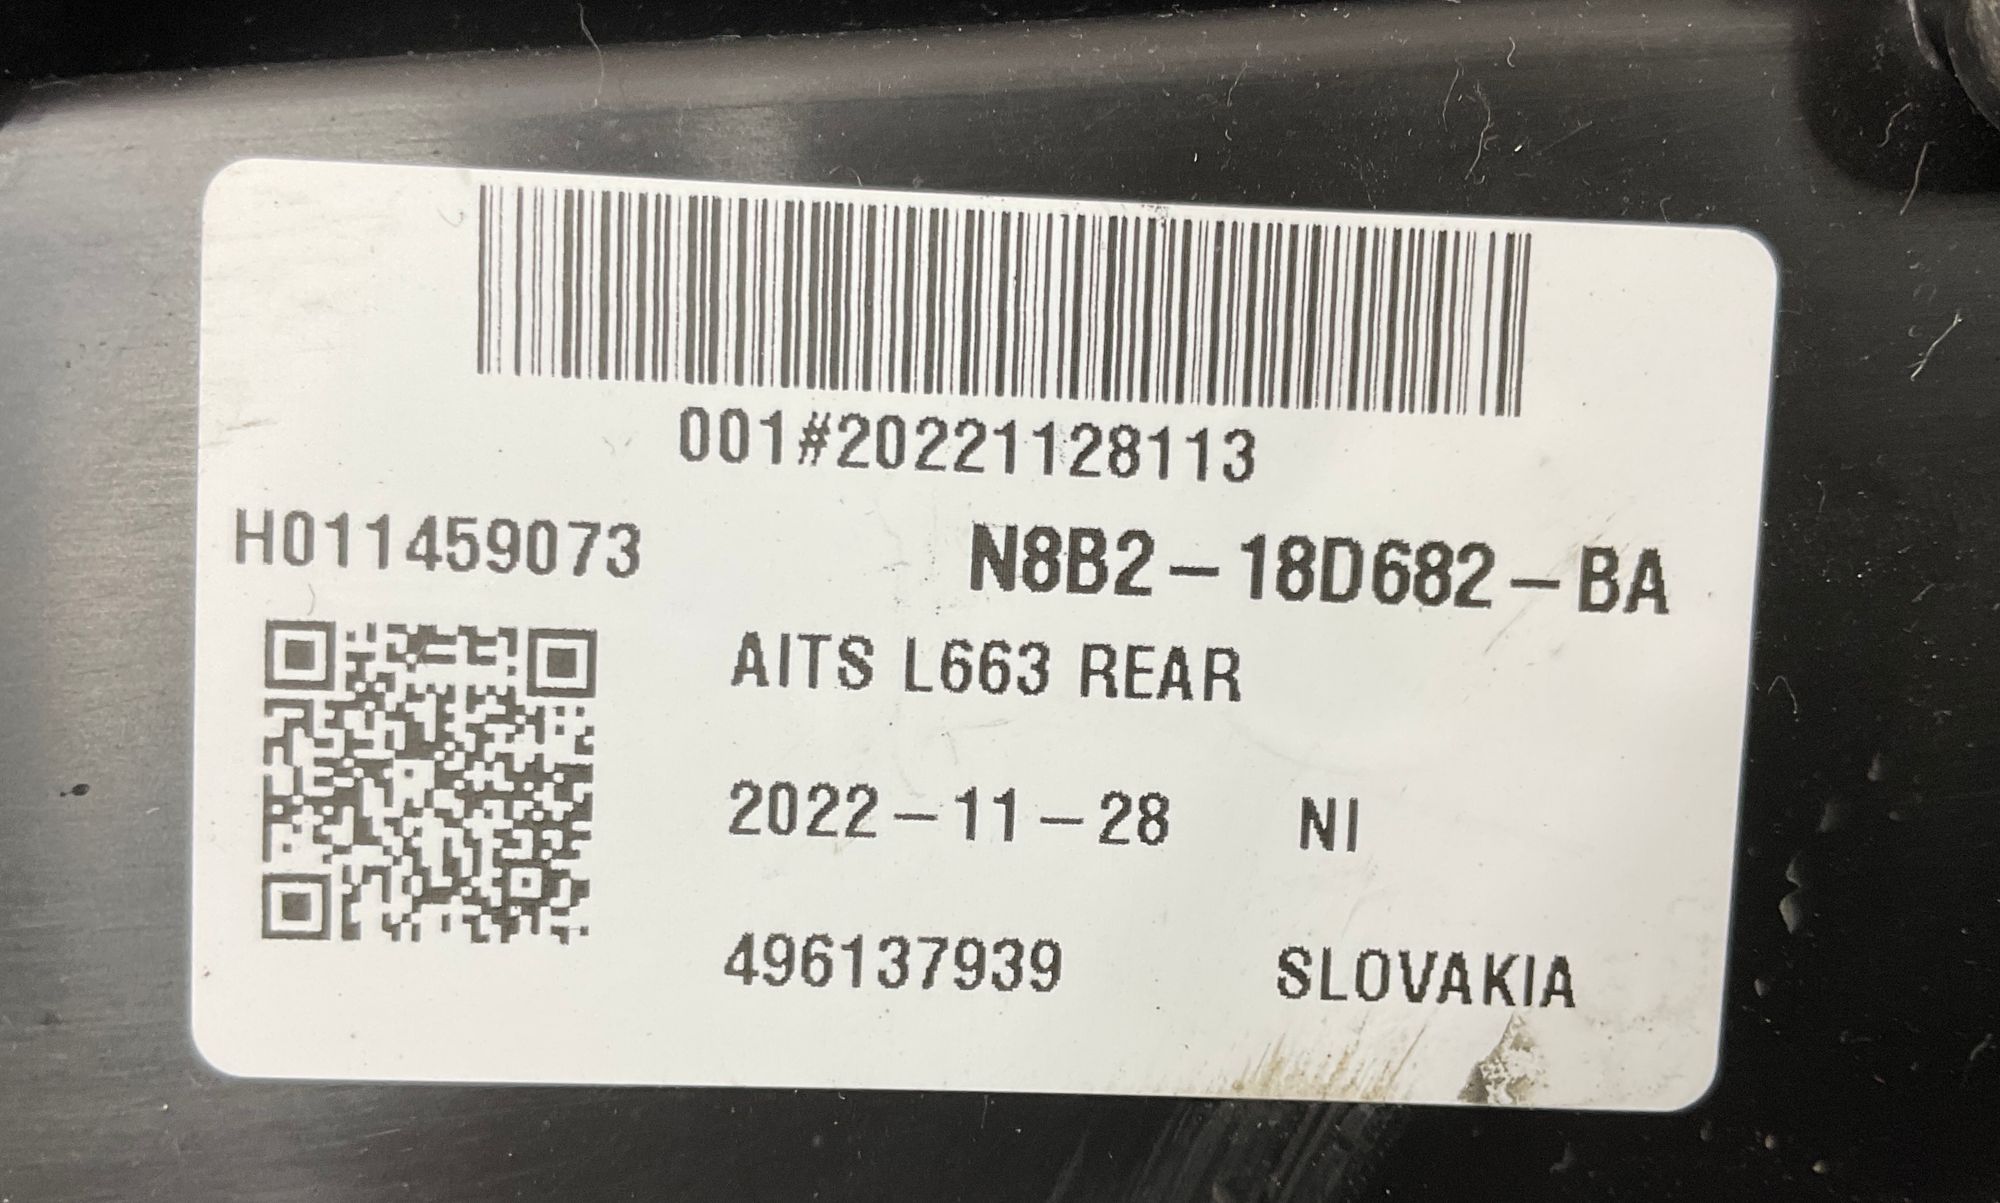 001#20221128113
H011459073 N8B2-18D682-BA
AITS L663 REAR
2022-11-28 NI
496137939 SLOVAKIA